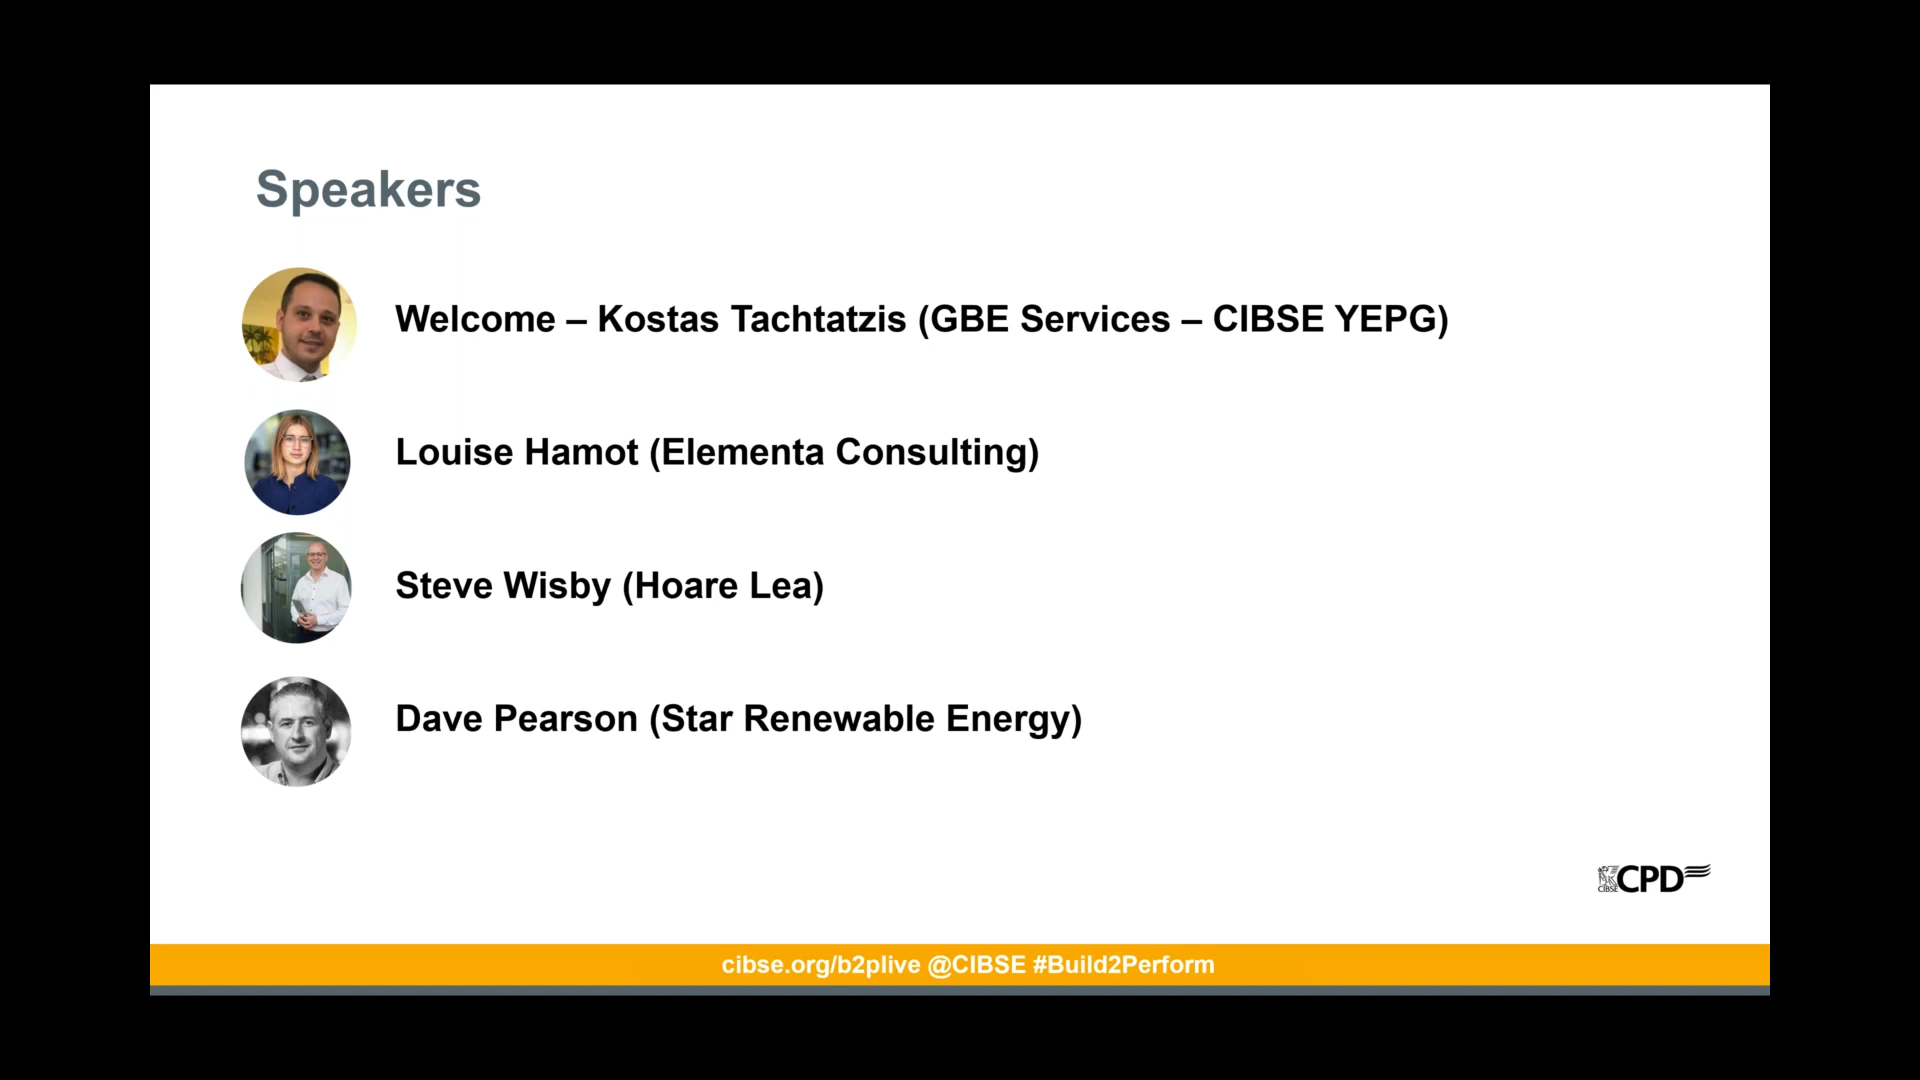 Speakers
Welcome – Kostas Tachtatzis (GBE Services – CIBSE YEPG)
Louise Hamot (Elementa Consulting)
Steve Wisby (Hoare Lea)
Dave Pearson (Star Renewable Energy)
CIBSE CPD
cibse.org/b2plive @CIBSE #Build2Perform